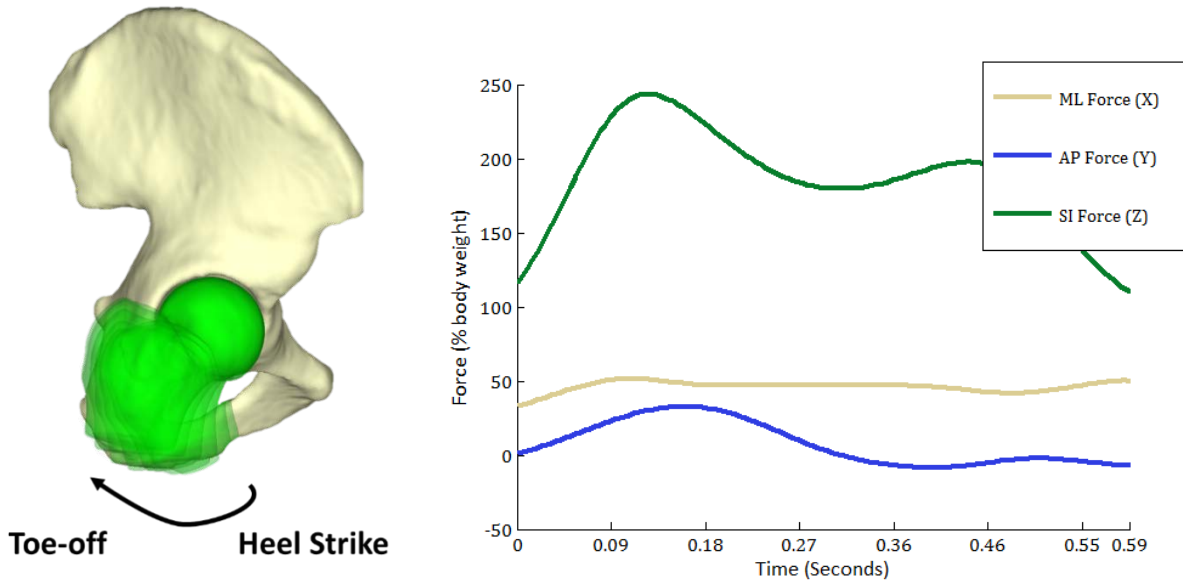 Toe-off
Heel Strike
Force (% body weight)
250
200
150
100
50
0
-50
0
0.09
0.18
0.27
0.36
0.46
0.55
0.59
Time (Seconds)
ML Force (X)
AP Force (Y)
SI Force (Z)